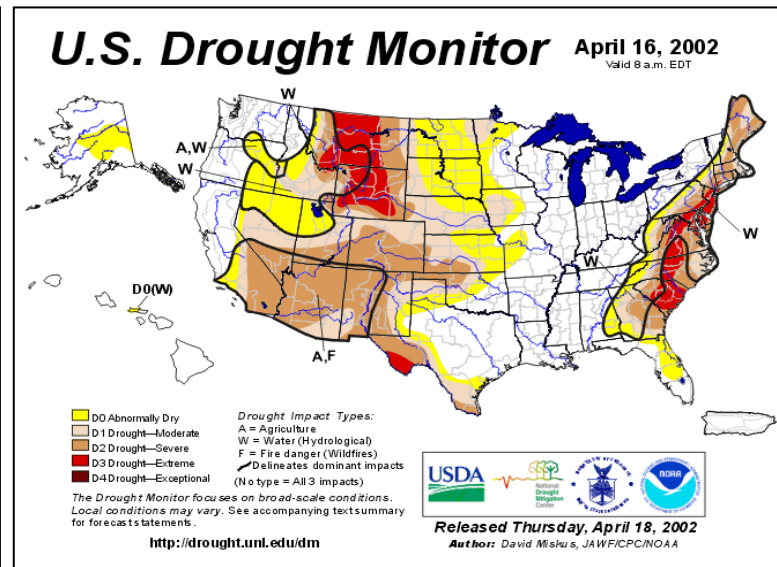 U.S. Drought Monitor
April 16, 2002
Valid 8 a.m. EDT
W
A,W
W
W
W
D0(W)
A,F
D0 Abnormally Dry
D1 Drought—Moderate
D2 Drought—Severe
D3 Drought—Extreme
D4 Drought—Exceptional
Drought Impact Types:
A = Agriculture
W = Water (Hydrological)
F = Fire danger (Wildfires)
Delineates dominant impacts
(No type = All 3 impacts)
The Drought Monitor focuses on broad-scale conditions.
Local conditions may vary. See accompanying text summary
for forecast statements.
http://drought.unl.edu/dm
USDA
National
Drought
Mitigation
Center
NOAA
Released Thursday, April 18, 2002
Author: David Miskus, JAWF/CPC/NOAA